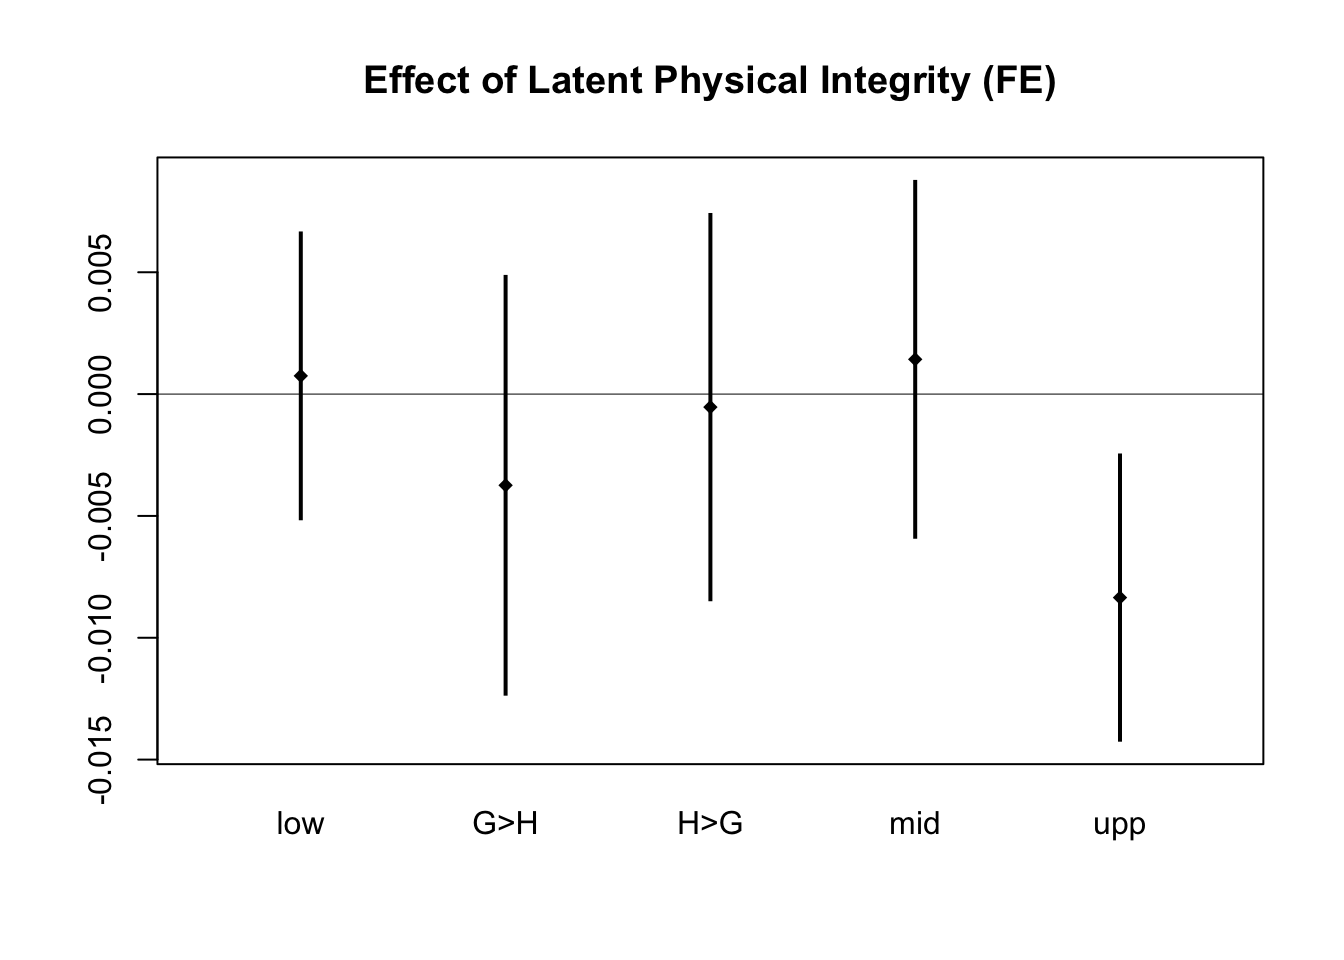 Effect of Latent Physical Integrity (FE)
0.005
0.000
-0.005
-0.010
-0.015
low G>H H>G mid upp